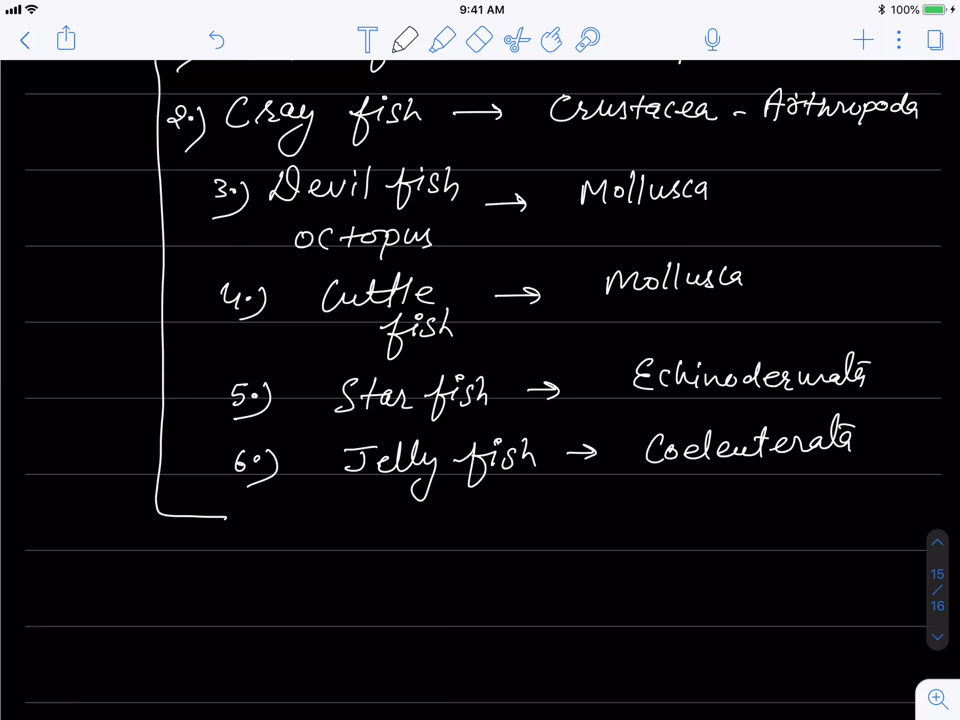 9:41 AM
100%
2.) Cray fish → Crustacea - Arthropoda
3.) Devil fish → Mollusca
octopus
4.) Cuttle → Mollusca
fish
5.) Star fish → Echinodermata
6.) Jelly fish → Coelenterata
15
/
16